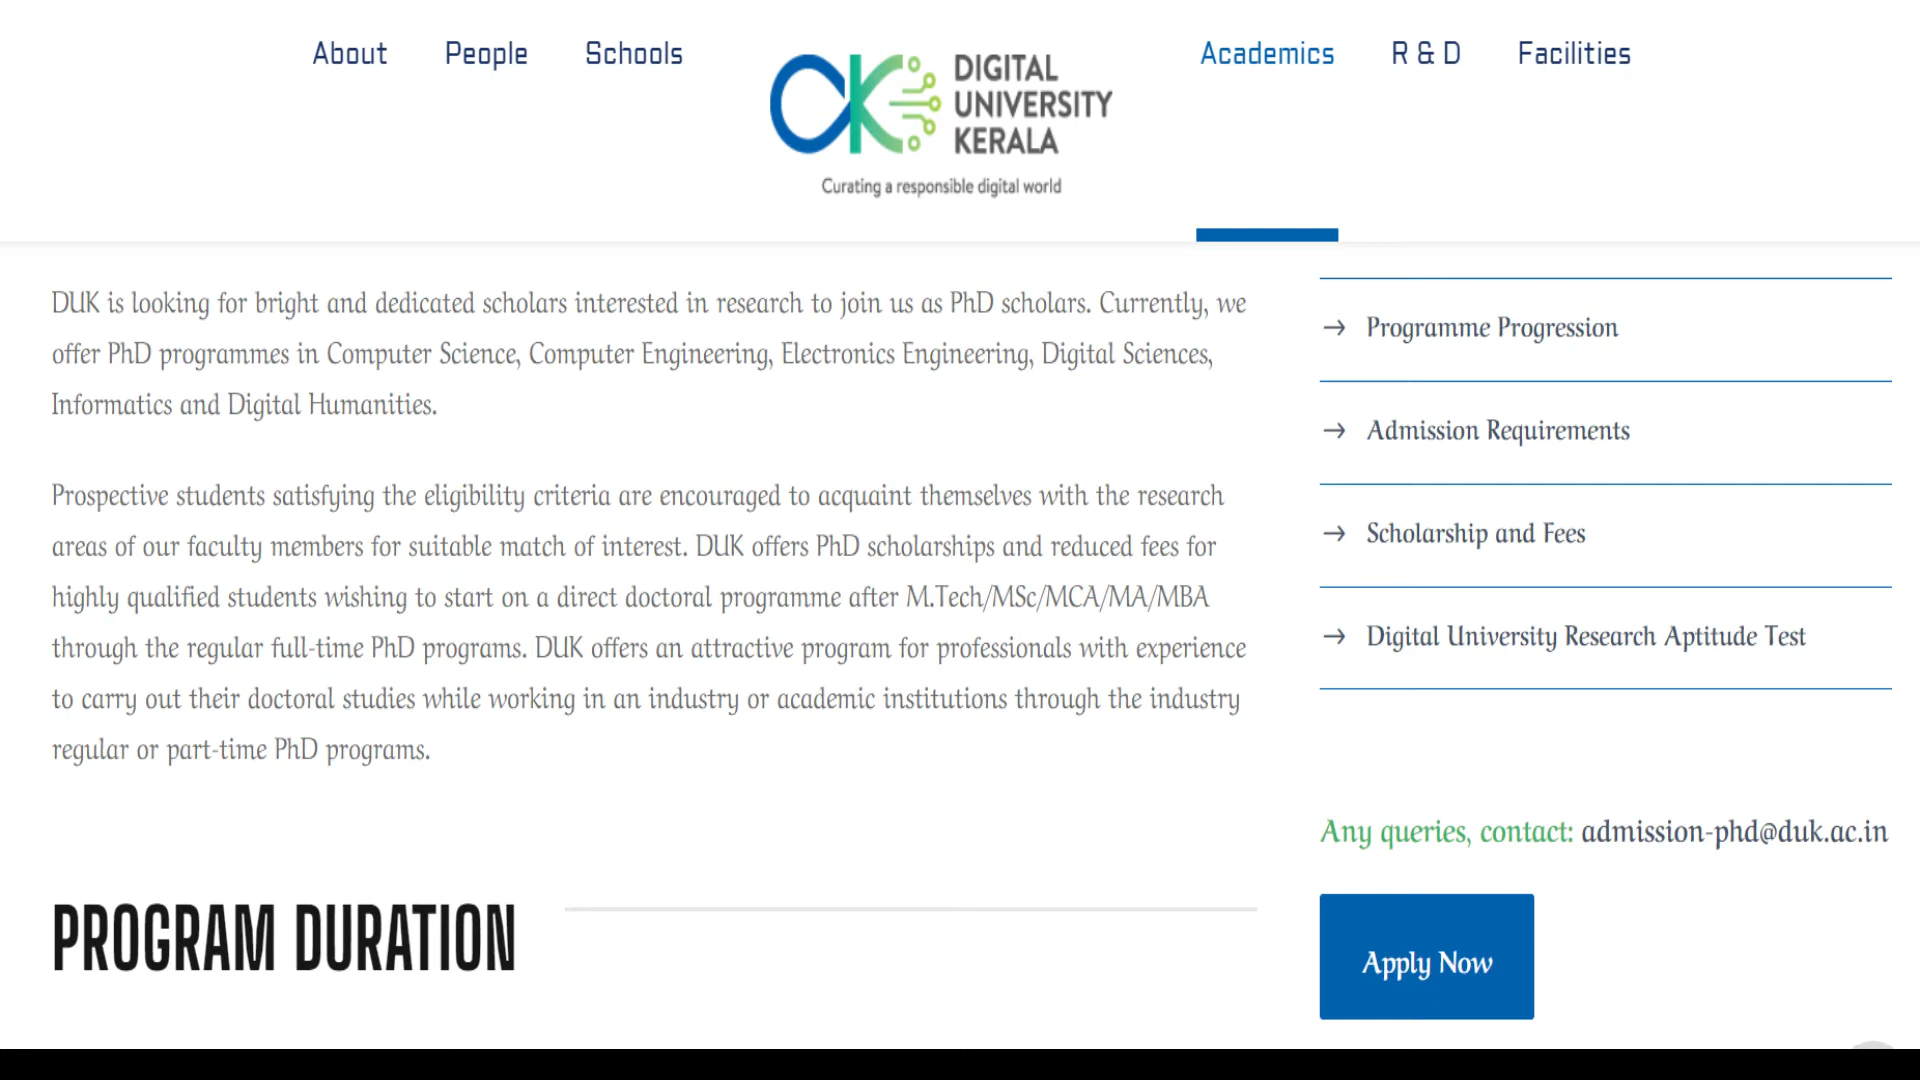 About People Schools
DIGITAL
UNIVERSITY
KERALA
Curating a responsible digital world
Academics R & D Facilities
DUK is looking for bright and dedicated scholars interested in research to join us as PhD scholars. Currently, we
offer PhD programmes in Computer Science, Computer Engineering, Electronics Engineering, Digital Sciences,
Informatics and Digital Humanities.
Prospective students satisfying the eligibility criteria are encouraged to acquaint themselves with the research
areas of our faculty members for suitable match of interest. DUK offers PhD scholarships and reduced fees for
highly qualified students wishing to start on a direct doctoral programme after M.Tech/MSc/MCA/MA/MBA
through the regular full-time PhD programs. DUK offers an attractive program for professionals with experience
to carry out their doctoral studies while working in an industry or academic institutions through the industry
regular or part-time PhD programs.
PROGRAM DURATION
→ Programme Progression
→ Admission Requirements
→ Scholarship and Fees
→ Digital University Research Aptitude Test
Any queries, contact: admission-phd@duk.ac.in
Apply Now